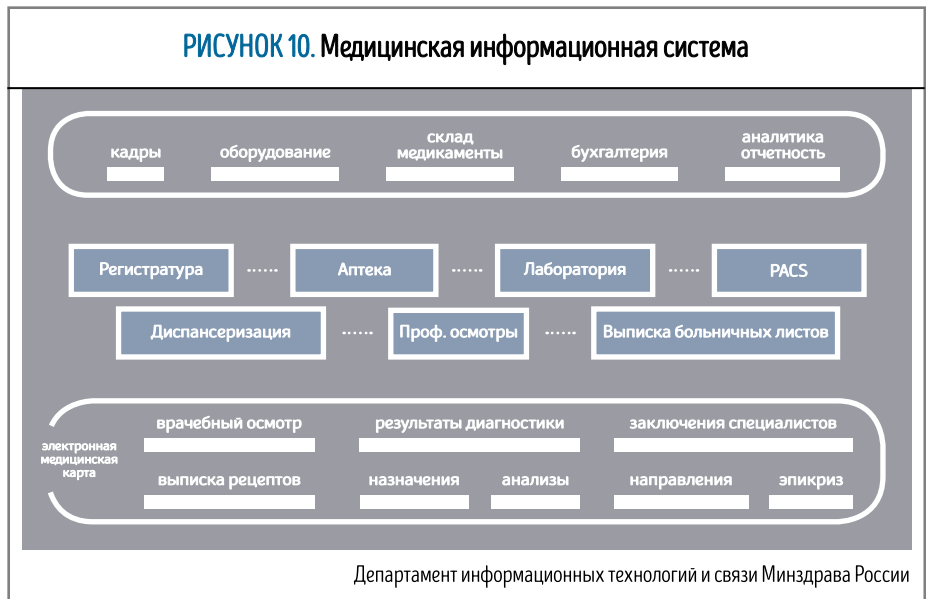 РИСУНОК 10. Медицинская информационная система
кадры оборудование склад медикаменты бухгалтерия аналитика отчетность
Регистратура ...... Аптека ...... Лаборатория ...... PACS
Диспансеризация ...... Проф. осмотры ...... Выписка больничных листов
электронная
медицинская
карта
врачебный осмотр результаты диагностики заключения специалистов
выписка рецептов назначения анализы направления эпикриз
Департамент информационных технологий и связи Минздрава России